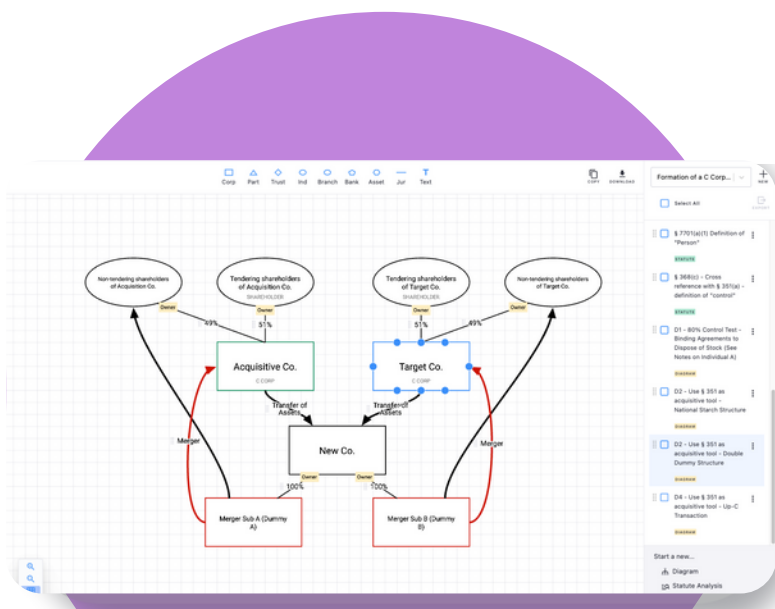 Corp Part Trust Ind Branch Bank Asset Jur Text
T
COPY DOWNLOAD
Formation of a C Corp...
NEW
Select All
EXPORT
§ 7701(a)(1) Definition of
"Person"
STATUTE
§ 368(c) - Cross
reference with § 351(a) -
definition of "control"
STATUTE
D1 - 80% Control Test -
Binding Agreements to
Dispose of Stock (See
Notes on Individual A)
DIAGRAM
D2 - Use § 351 as
acquisitive tool -
National Starch Structure
DIAGRAM
D2 - Use § 351 as
acquisitive tool - Double
Dummy Structure
DIAGRAM
D4 - Use § 351 as
acquisitive tool - Up-C
Transaction
DIAGRAM
Start a new...
Diagram
Statute Analysis
Non-tendering shareholders
of Acquisition Co.
Tendering shareholders
of Acquisition Co.
SHAREHOLDER
Tendering shareholders
of Target Co.
SHAREHOLDER
Non-tendering shareholders
of Target Co.
Owner
Owner
Owner
Owner
49%
51%
51%
49%
Acquisitive Co.
C CORP
Target Co.
C CORP
Transfer of
Assets
Transfer of
Assets
Merger
Merger
New Co.
Owner
Owner
100%
100%
Merger Sub A (Dummy
A)
Merger Sub B (Dummy
B)